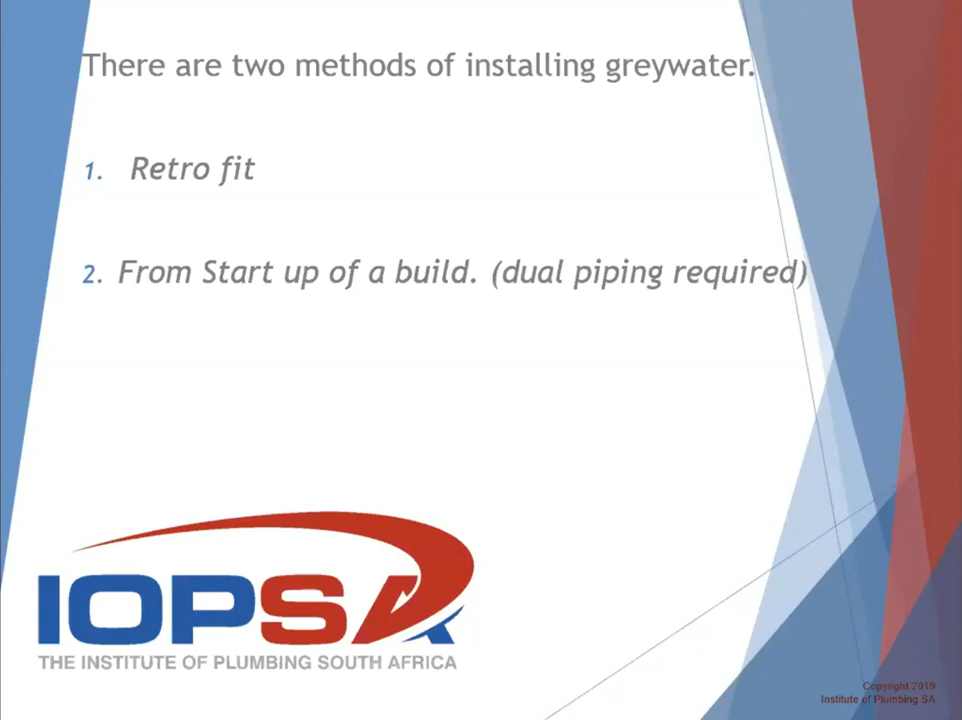 There are two methods of installing greywater.
1. Retro fit
2. From Start up of a build. (dual piping required)
IOPSA
THE INSTITUTE OF PLUMBING SOUTH AFRICA
Copyright 2019
Institute of Plumbing SA